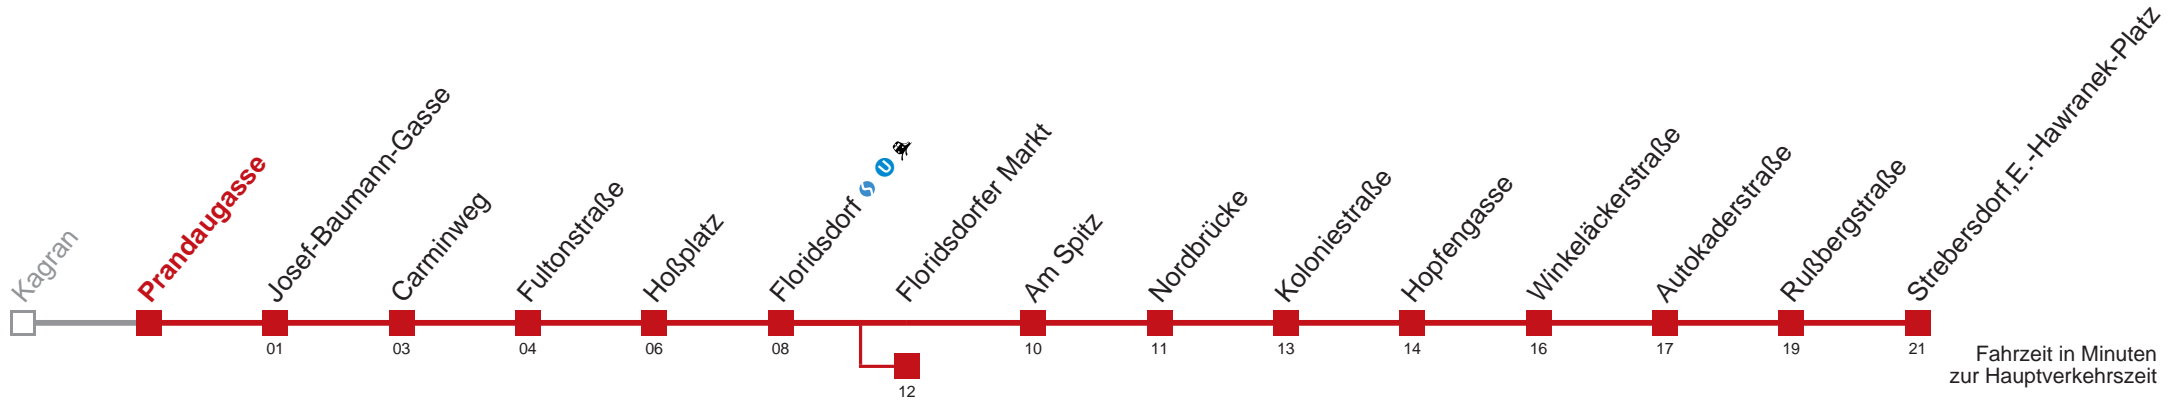 Kagran
Prandaugasse
Josef-Baumann-Gasse
Carminweg
Fultonstraße
Hoßplatz
Floridsdorf S U
Floridsdorfer Markt
Am Spitz
Nordbrücke
Koloniestraße
Hopfengasse
Winkeläckerstraße
Autokaderstraße
Rußbergstraße
Strebersdorf,E.-Hawranek-Platz
01 03 04 06 08 10 11 13 14 16 17 19 21
12
Fahrzeit in Minuten
zur Hauptverkehrszeit